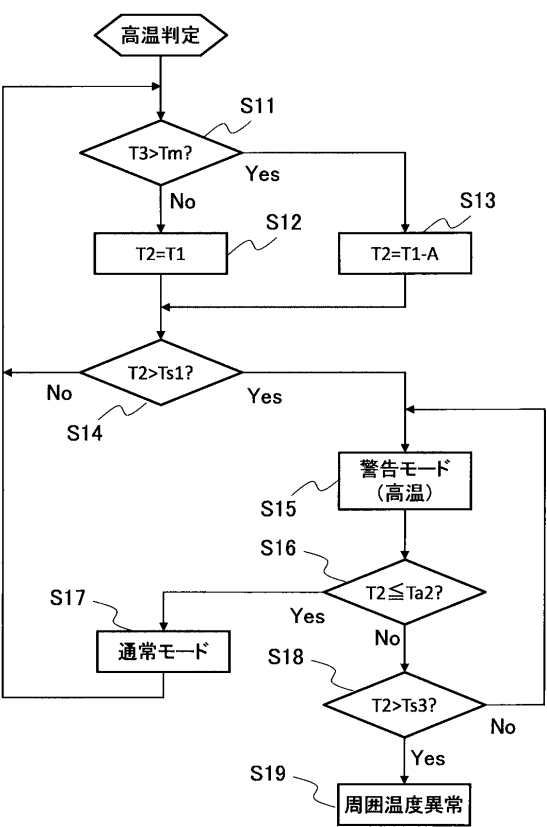 高温判定
S11
T3>Tm?
Yes
No
S12
S13
T2=T1
T2=T1-A
T2>Ts1?
No
Yes
S14
警告モード
(高温)
S15
S16
T2≦Ta2?
S17
Yes
No
通常モード
S18
T2>Ts3?
No
Yes
S19
周囲温度異常